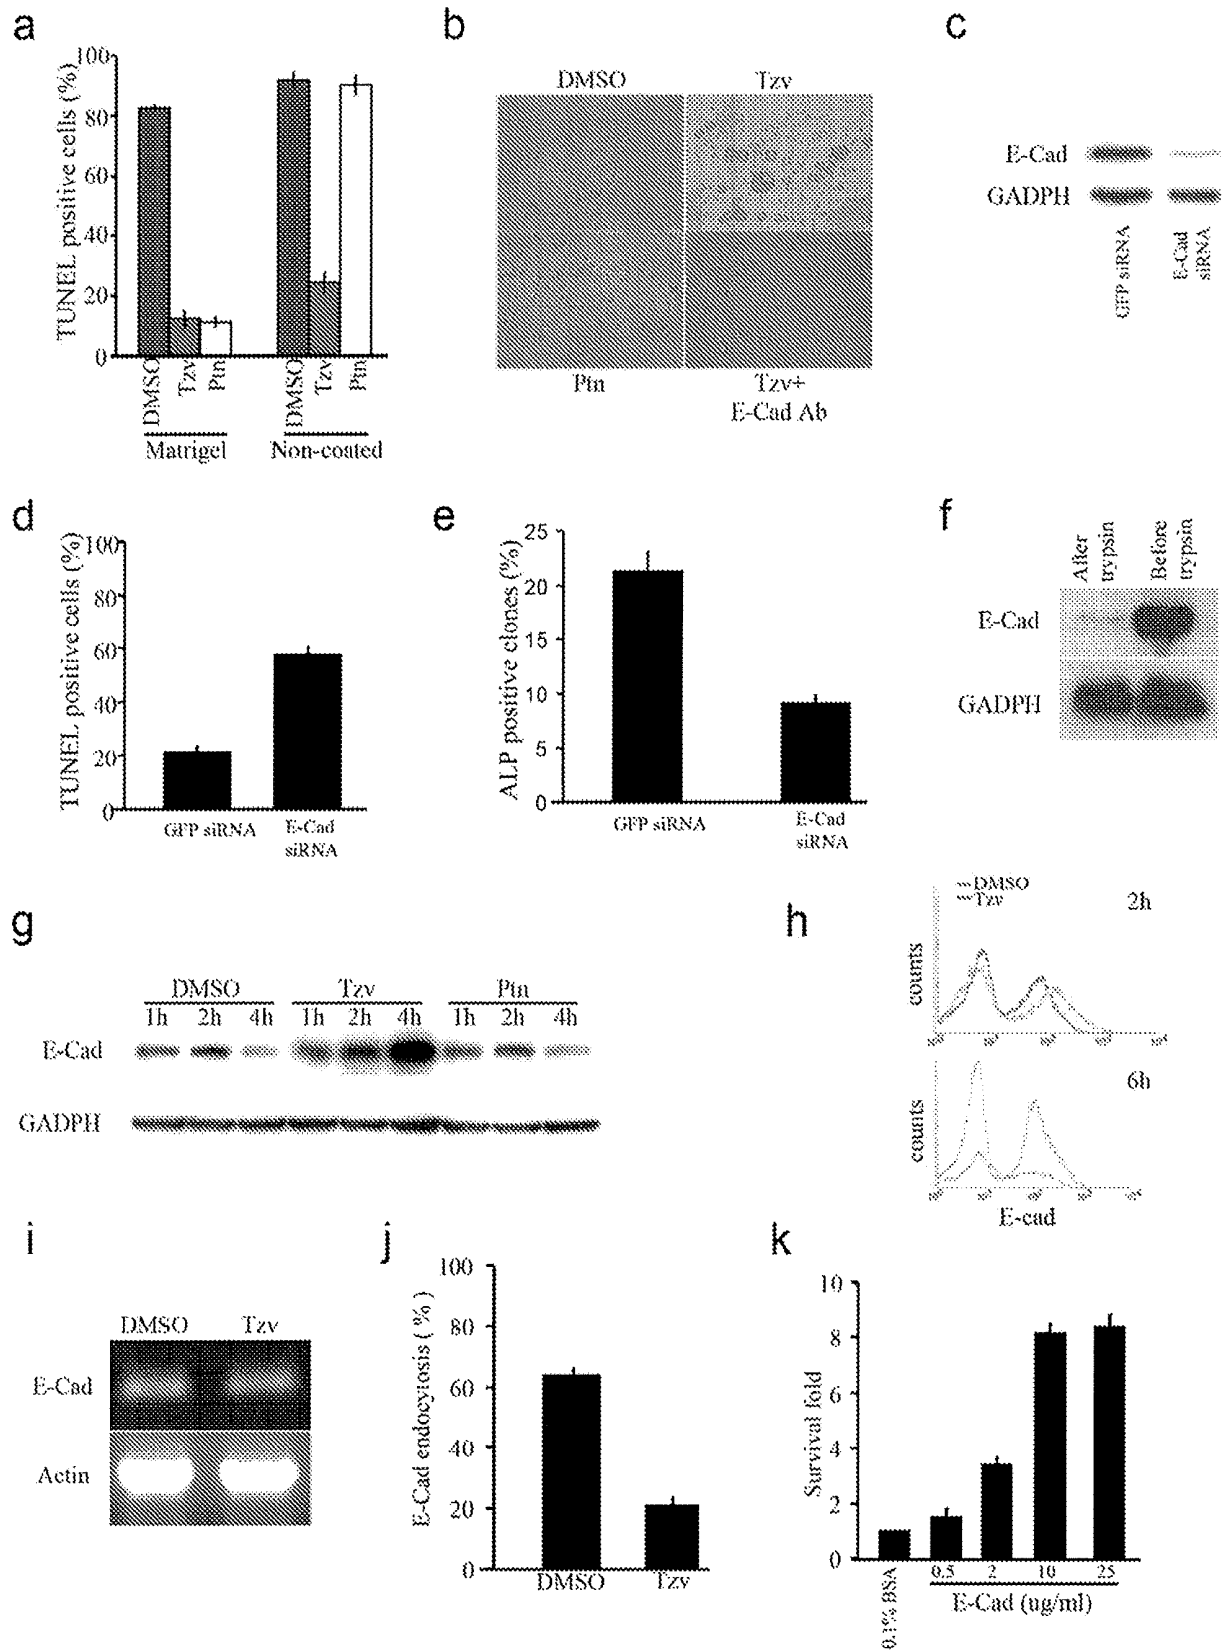 a
TUNEL positive cells (%)
100
80
60
40
20
0
DMSO
Tzv
Ptn
DMSO
Tzv
Ptn
Matrigel
Non-coated
b
DMSO
Tzv
Ptn
Tzv+
E-Cad Ab
c
E-Cad
GADPH
GFP siRNA
E-Cad
siRNA
d
TUNEL positive cells (%)
100
80
60
40
20
0
GFP siRNA
E-Cad
siRNA
e
ALP positive clones (%)
25
20
15
10
5
0
GFP siRNA
E-Cad
siRNA
f
After
trypsin
Before
trypsin
E-Cad
GADPH
g
DMSO Tzv Ptn
1h 2h 4h 1h 2h 4h 1h 2h 4h
E-Cad
GADPH
h
DMSO
Tzv
2h
counts
6h
counts
E-cad
i
DMSO Tzv
E-Cad
Actin
j
E-Cad endocytosis ( % )
100
80
60
40
20
0
DMSO Tzv
k
Survival fold
10
8
6
4
2
0
0.1% BSA
0.5 2 10 25
E-Cad (ug/ml)